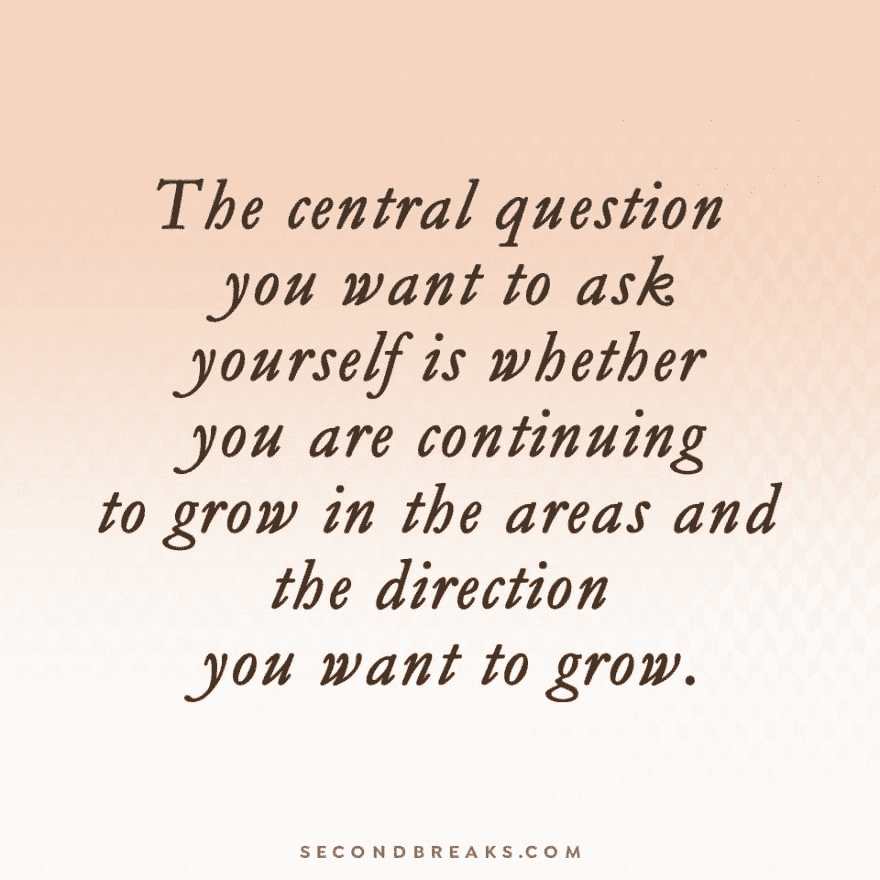 The central question
you want to ask
yourself is whether
you are continuing
to grow in the areas and
the direction
you want to grow.
SECONDBREAKS.COM